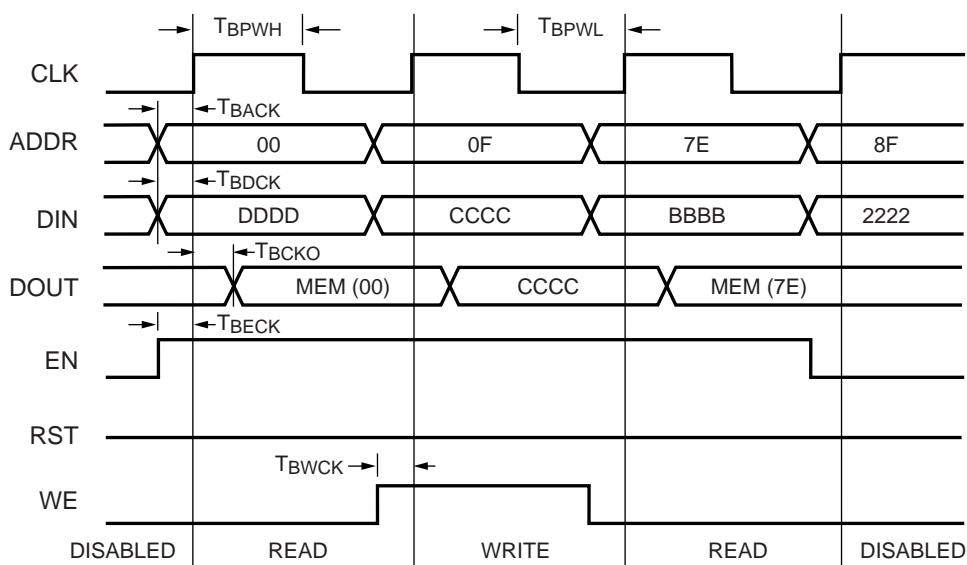 TBPWH TBPWL
CLK
TBACK
ADDR 00 0F 7E 8F
TBDCK
DIN DDDD CCCC BBBB 2222
TBCKO
DOUT MEM (00) CCCC MEM (7E)
TBECK
EN
RST
TBWCK
WE
DISABLED READ WRITE READ DISABLED